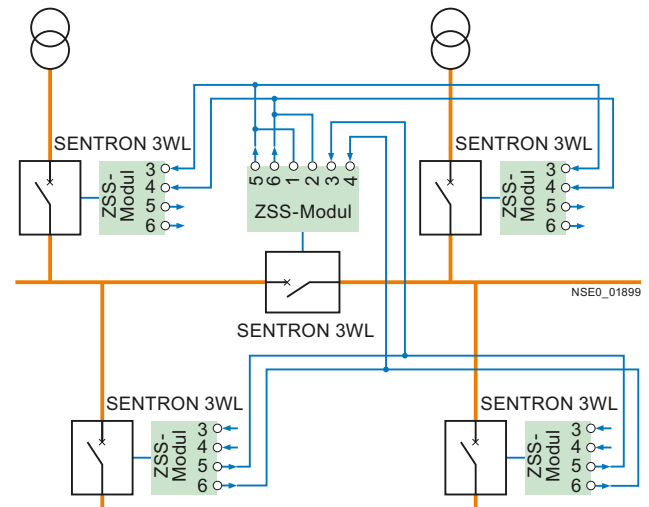 SENTRON 3WL
ZSS-
Modul
3
4
5
6
5 6 1 2 3 4
ZSS-Modul
SENTRON 3WL
SENTRON 3WL
ZSS-
Modul
3
4
5
6
NSE0_01899
SENTRON 3WL
ZSS-
Modul
3
4
5
6
SENTRON 3WL
ZSS-
Modul
3
4
5
6